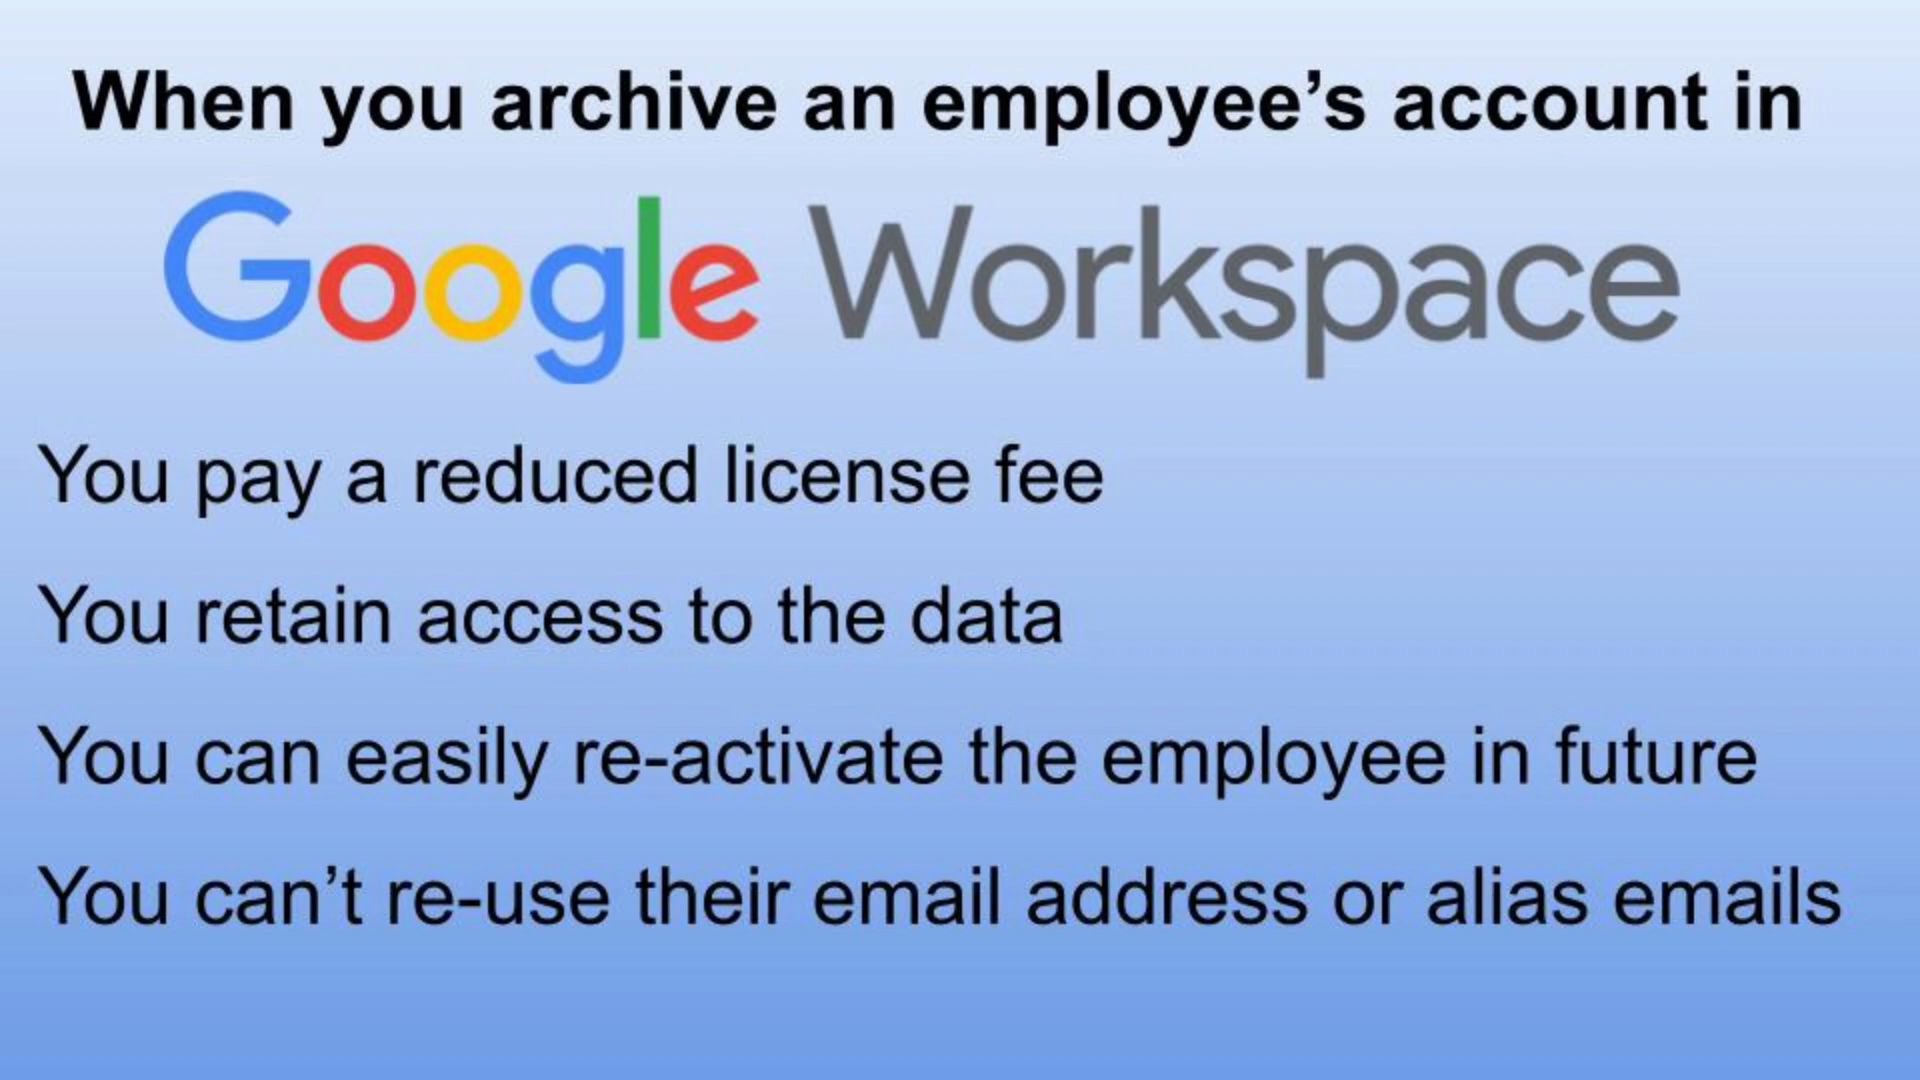 When you archive an employee’s account in
Google Workspace
You pay a reduced license fee
You retain access to the data
You can easily re-activate the employee in future
You can’t re-use their email address or alias emails